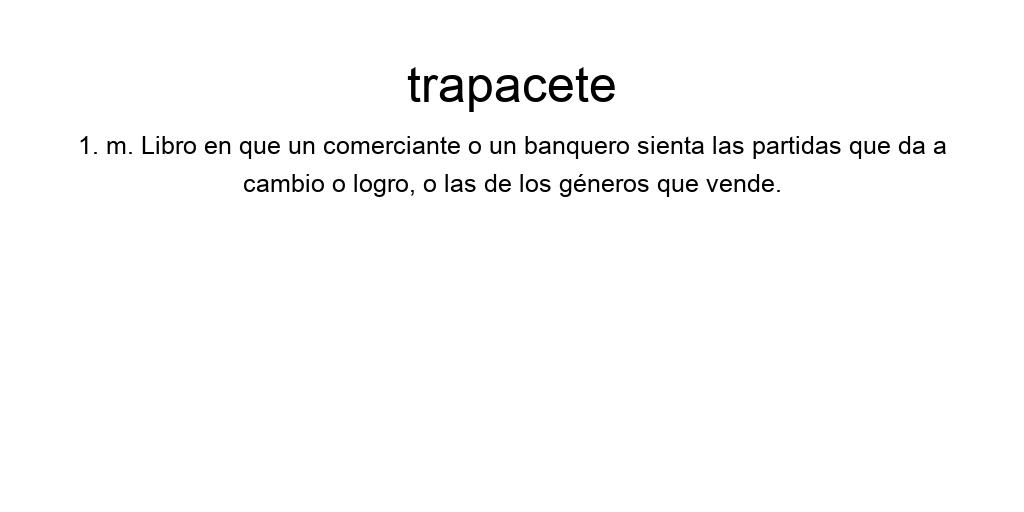 trapacete
1. m. Libro en que un comerciante o un banquero sienta las partidas que da a
cambio o logro, o las de los géneros que vende.